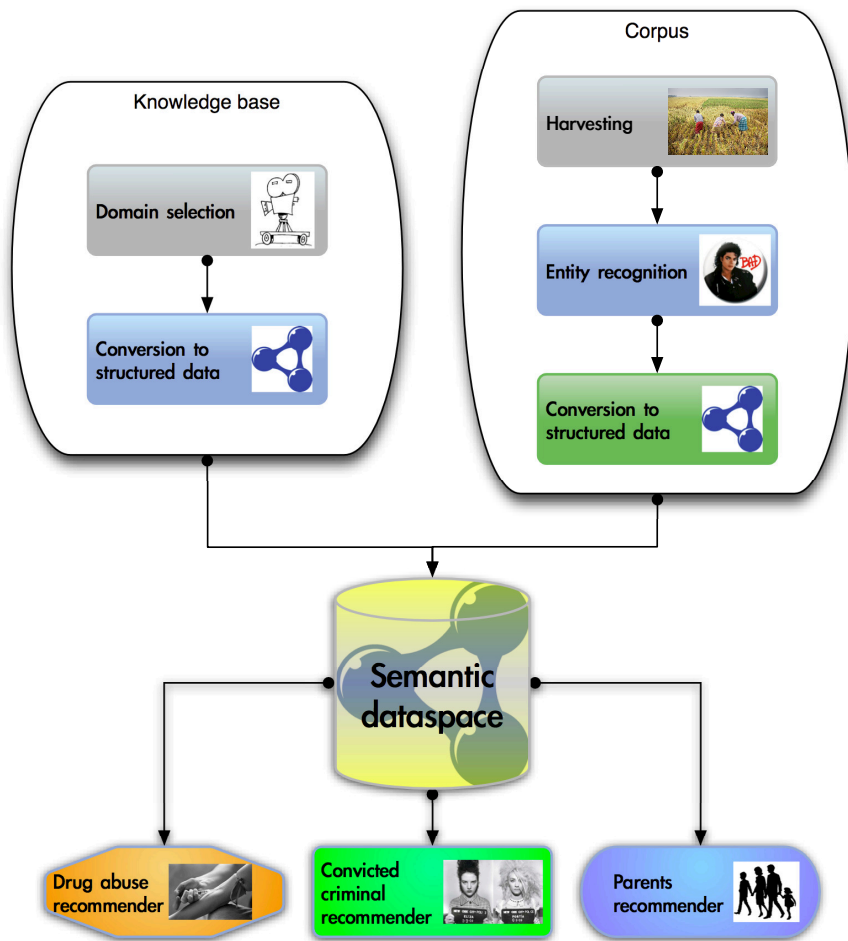 Corpus
Knowledge base
Harvesting
Domain selection
Entity recognition
BAD
Conversion to
structured data
Conversion to
structured data
Semantic
dataspace
Drug abuse
recommender
Convicted
criminal
recommender
Parents
recommender